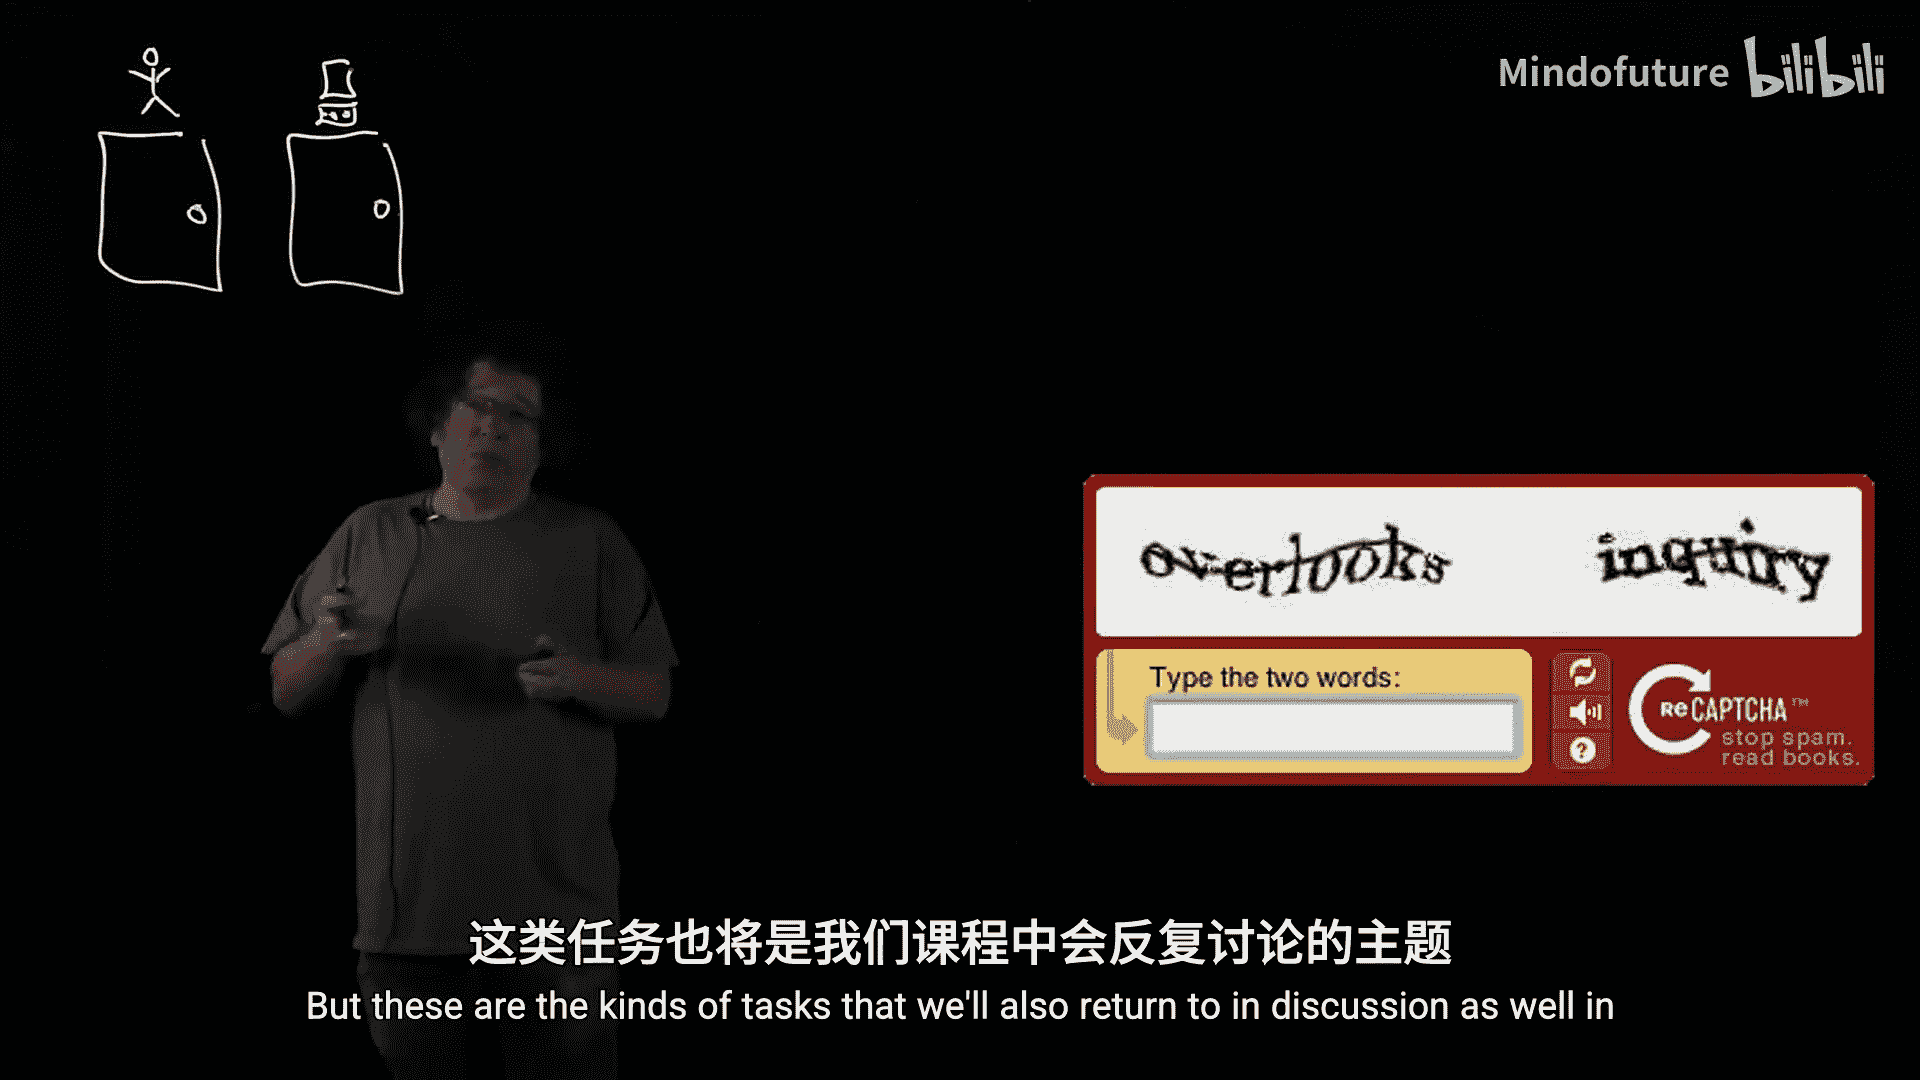 Mindofuture bilibili
overlooks inquiry
Type the two words:
reCAPTCHA™
stop spam.
read books.
这类任务也将是我们课程中会反复讨论的主题
But these are the kinds of tasks that we'll also return to in discussion as well in